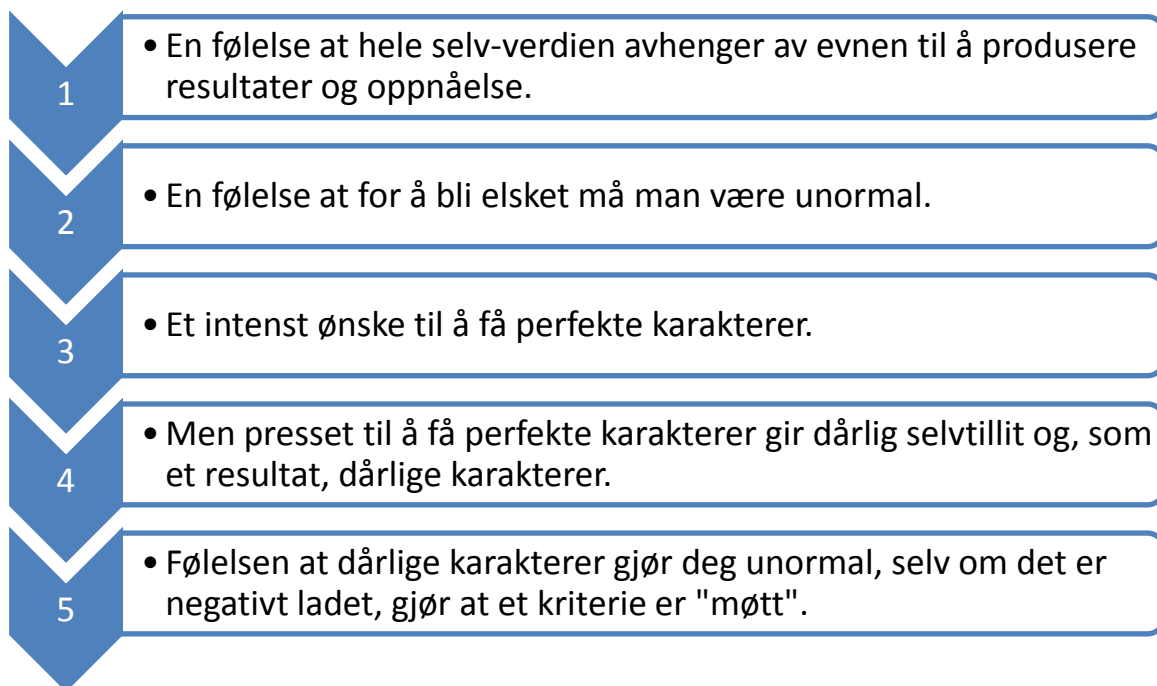 1
• En følelse at hele selv-verdien avhenger av evnen til å produsere
resultater og oppnåelse.
2
• En følelse at for å bli elsket må man være unormal.
3
• Et intenst ønske til å få perfekte karakterer.
4
• Men presset til å få perfekte karakterer gir dårlig selvtillit og, som
et resultat, dårlige karakterer.
5
• Følelsen at dårlige karakterer gjør deg unormal, selv om det er
negativt ladet, gjør at et kriterie er "møtt".